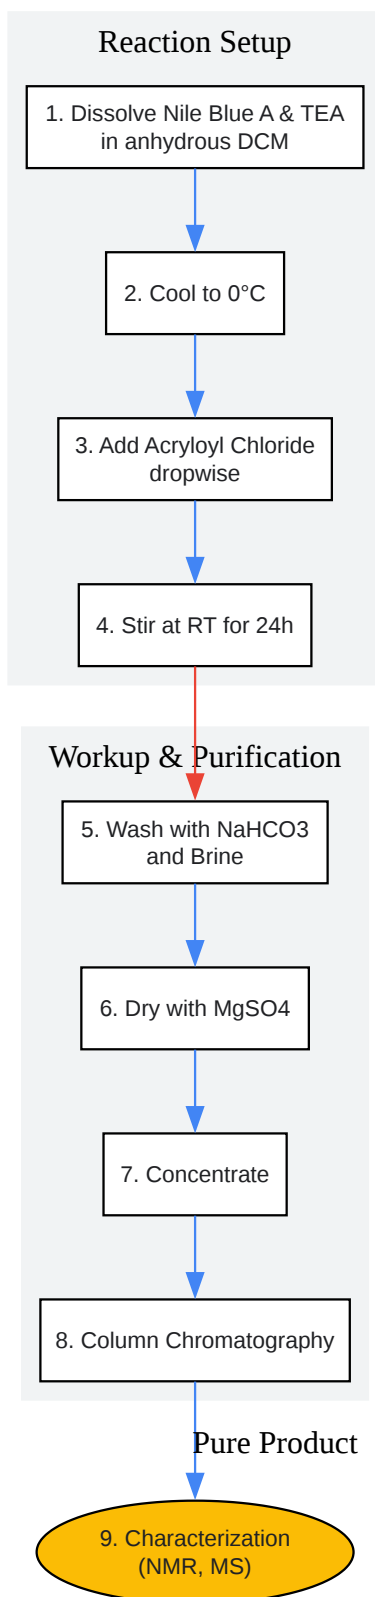 Reaction Setup
1. Dissolve Nile Blue A & TEA
in anhydrous DCM
2. Cool to 0°C
3. Add Acryloyl Chloride
dropwise
4. Stir at RT for 24h
Workup & Purification
5. Wash with NaHCO3
and Brine
6. Dry with MgSO4
7. Concentrate
8. Column Chromatography
Pure Product
9. Characterization
(NMR, MS)